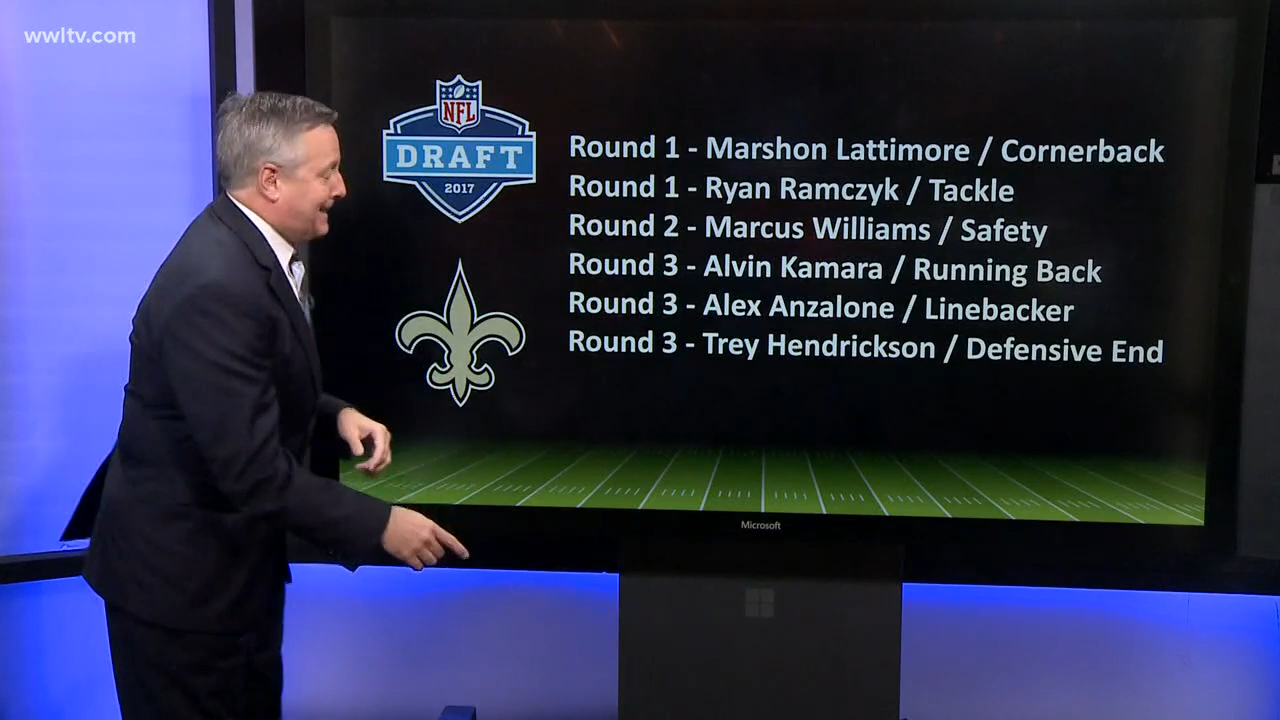 wwltv.com
NFL
DRAFT
2017
Round 1 - Marshon Lattimore / Cornerback
Round 1 - Ryan Ramczyk / Tackle
Round 2 - Marcus Williams / Safety
Round 3 - Alvin Kamara / Running Back
Round 3 - Alex Anzalone / Linebacker
Round 3 - Trey Hendrickson / Defensive End
Microsoft